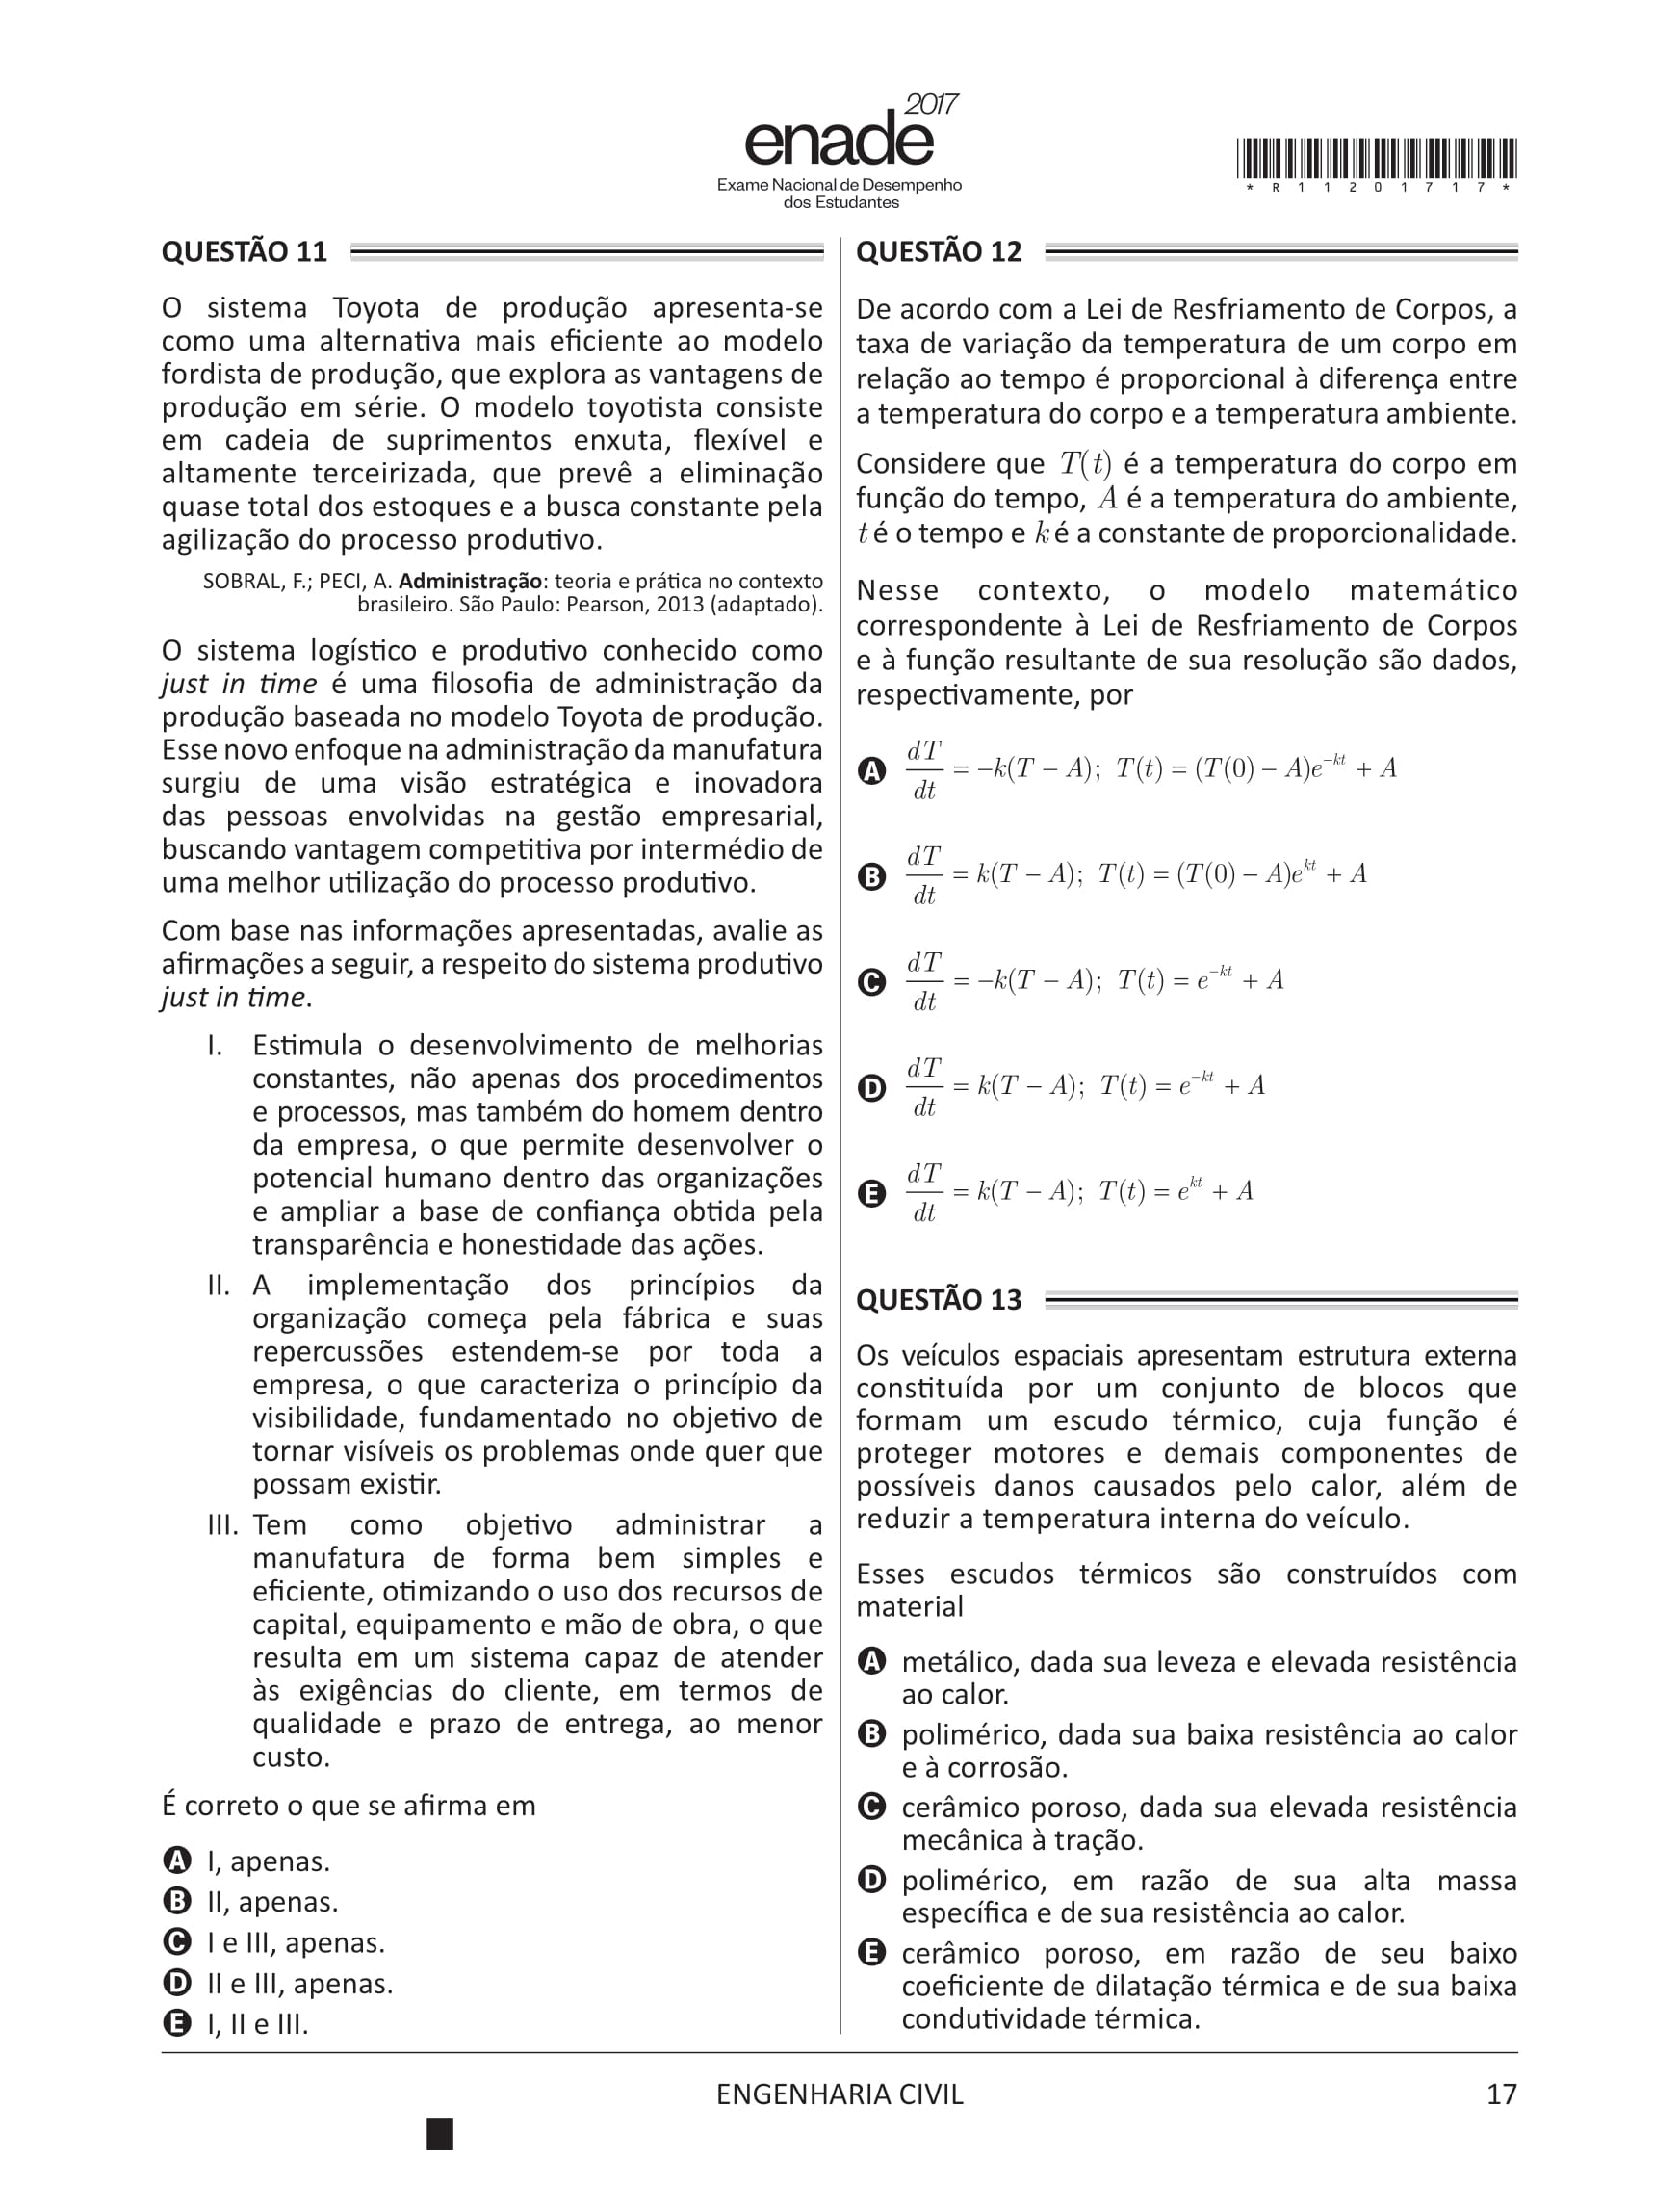 2017
enade
Exame Nacional de Desempenho
dos Estudantes
* R 1 1 2 0 1 7 1 7 *
QUESTÃO 11
O sistema Toyota de produção apresenta-se
como uma alternativa mais eficiente ao modelo
fordista de produção, que explora as vantagens de
produção em série. O modelo toyotista consiste
em cadeia de suprimentos enxuta, flexível e
altamente terceirizada, que prevê a eliminação
quase total dos estoques e a busca constante pela
agilização do processo produtivo.
SOBRAL, F.; PECI, A. Administração: teoria e prática no contexto
brasileiro. São Paulo: Pearson, 2013 (adaptado).
O sistema logístico e produtivo conhecido como
just in time é uma filosofia de administração da
produção baseada no modelo Toyota de produção.
Esse novo enfoque na administração da manufatura
surgiu de uma visão estratégica e inovadora
das pessoas envolvidas na gestão empresarial,
buscando vantagem competitiva por intermédio de
uma melhor utilização do processo produtivo.
Com base nas informações apresentadas, avalie as
afirmações a seguir, a respeito do sistema produtivo
just in time.
I. Estimula o desenvolvimento de melhorias
constantes, não apenas dos procedimentos
e processos, mas também do homem dentro
da empresa, o que permite desenvolver o
potencial humano dentro das organizações
e ampliar a base de confiança obtida pela
transparência e honestidade das ações.
II. A implementação dos princípios da
organização começa pela fábrica e suas
repercussões estendem-se por toda a
empresa, o que caracteriza o princípio da
visibilidade, fundamentado no objetivo de
tornar visíveis os problemas onde quer que
possam existir.
III. Tem como objetivo administrar a
manufatura de forma bem simples e
eficiente, otimizando o uso dos recursos de
capital, equipamento e mão de obra, o que
resulta em um sistema capaz de atender
às exigências do cliente, em termos de
qualidade e prazo de entrega, ao menor
custo.
É correto o que se afirma em
A I, apenas.
B II, apenas.
C I e III, apenas.
D II e III, apenas.
E I, II e III.
QUESTÃO 12
De acordo com a Lei de Resfriamento de Corpos, a
taxa de variação da temperatura de um corpo em
relação ao tempo é proporcional à diferença entre
a temperatura do corpo e a temperatura ambiente.
Considere que T(t) é a temperatura do corpo em
função do tempo, A é a temperatura do ambiente,
t é o tempo e k é a constante de proporcionalidade.
Nesse contexto, o modelo matemático
correspondente à Lei de Resfriamento de Corpos
e à função resultante de sua resolução são dados,
respectivamente, por
A dT/dt = −k(T − A); T(t) = (T(0) − A)e^−kt + A
B dT/dt = k(T − A); T(t) = (T(0) − A)e^kt + A
C dT/dt = −k(T − A); T(t) = e^−kt + A
D dT/dt = k(T − A); T(t) = e^−kt + A
E dT/dt = k(T − A); T(t) = e^kt + A
QUESTÃO 13
Os veículos espaciais apresentam estrutura externa
constituída por um conjunto de blocos que
formam um escudo térmico, cuja função é
proteger motores e demais componentes de
possíveis danos causados pelo calor, além de
reduzir a temperatura interna do veículo.
Esses escudos térmicos são construídos com
material
A metálico, dada sua leveza e elevada resistência
ao calor.
B polimérico, dada sua baixa resistência ao calor
e à corrosão.
C cerâmico poroso, dada sua elevada resistência
mecânica à tração.
D polimérico, em razão de sua alta massa
específica e de sua resistência ao calor.
E cerâmico poroso, em razão de seu baixo
coeficiente de dilatação térmica e de sua baixa
condutividade térmica.
ENGENHARIA CIVIL
17